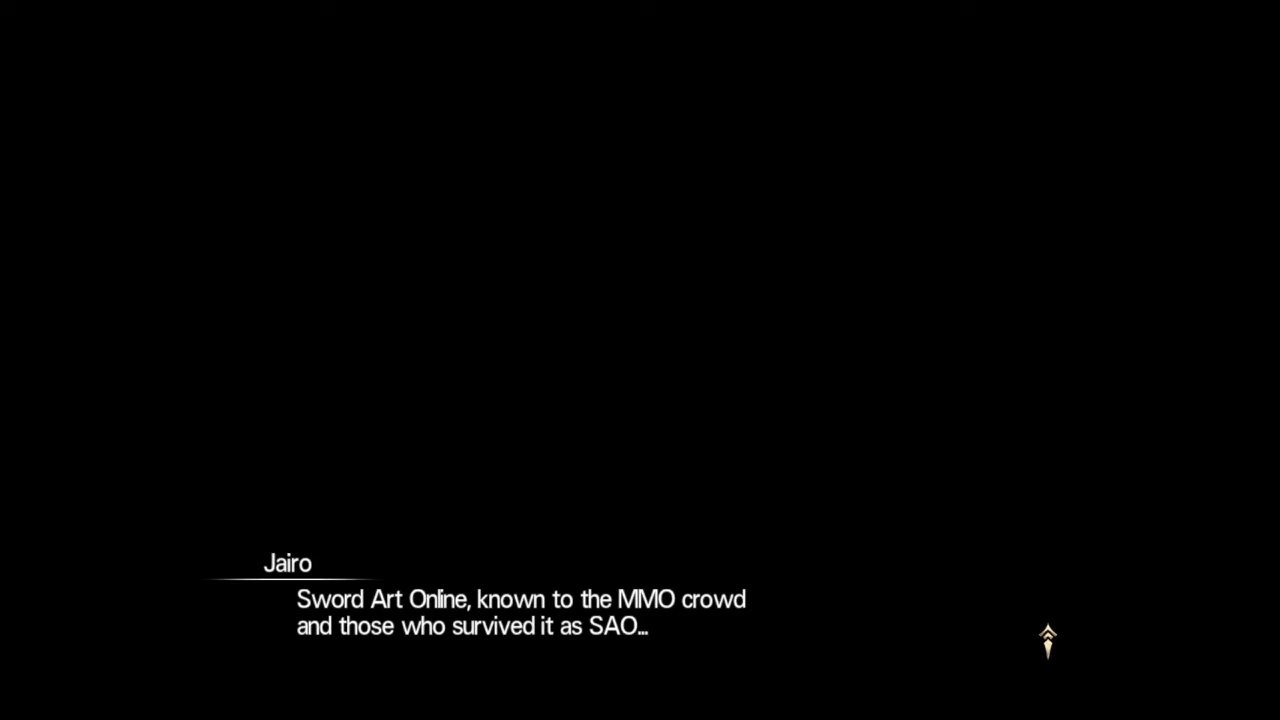 Jairo
Sword Art Online, known to the MMO crowd
and those who survived it as SAO...